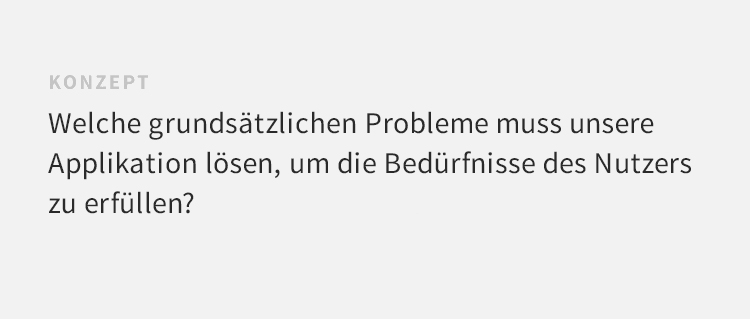 KONZEPT
Welche grundsätzlichen Probleme muss unsere
Applikation lösen, um die Bedürfnisse des Nutzers
zu erfüllen?